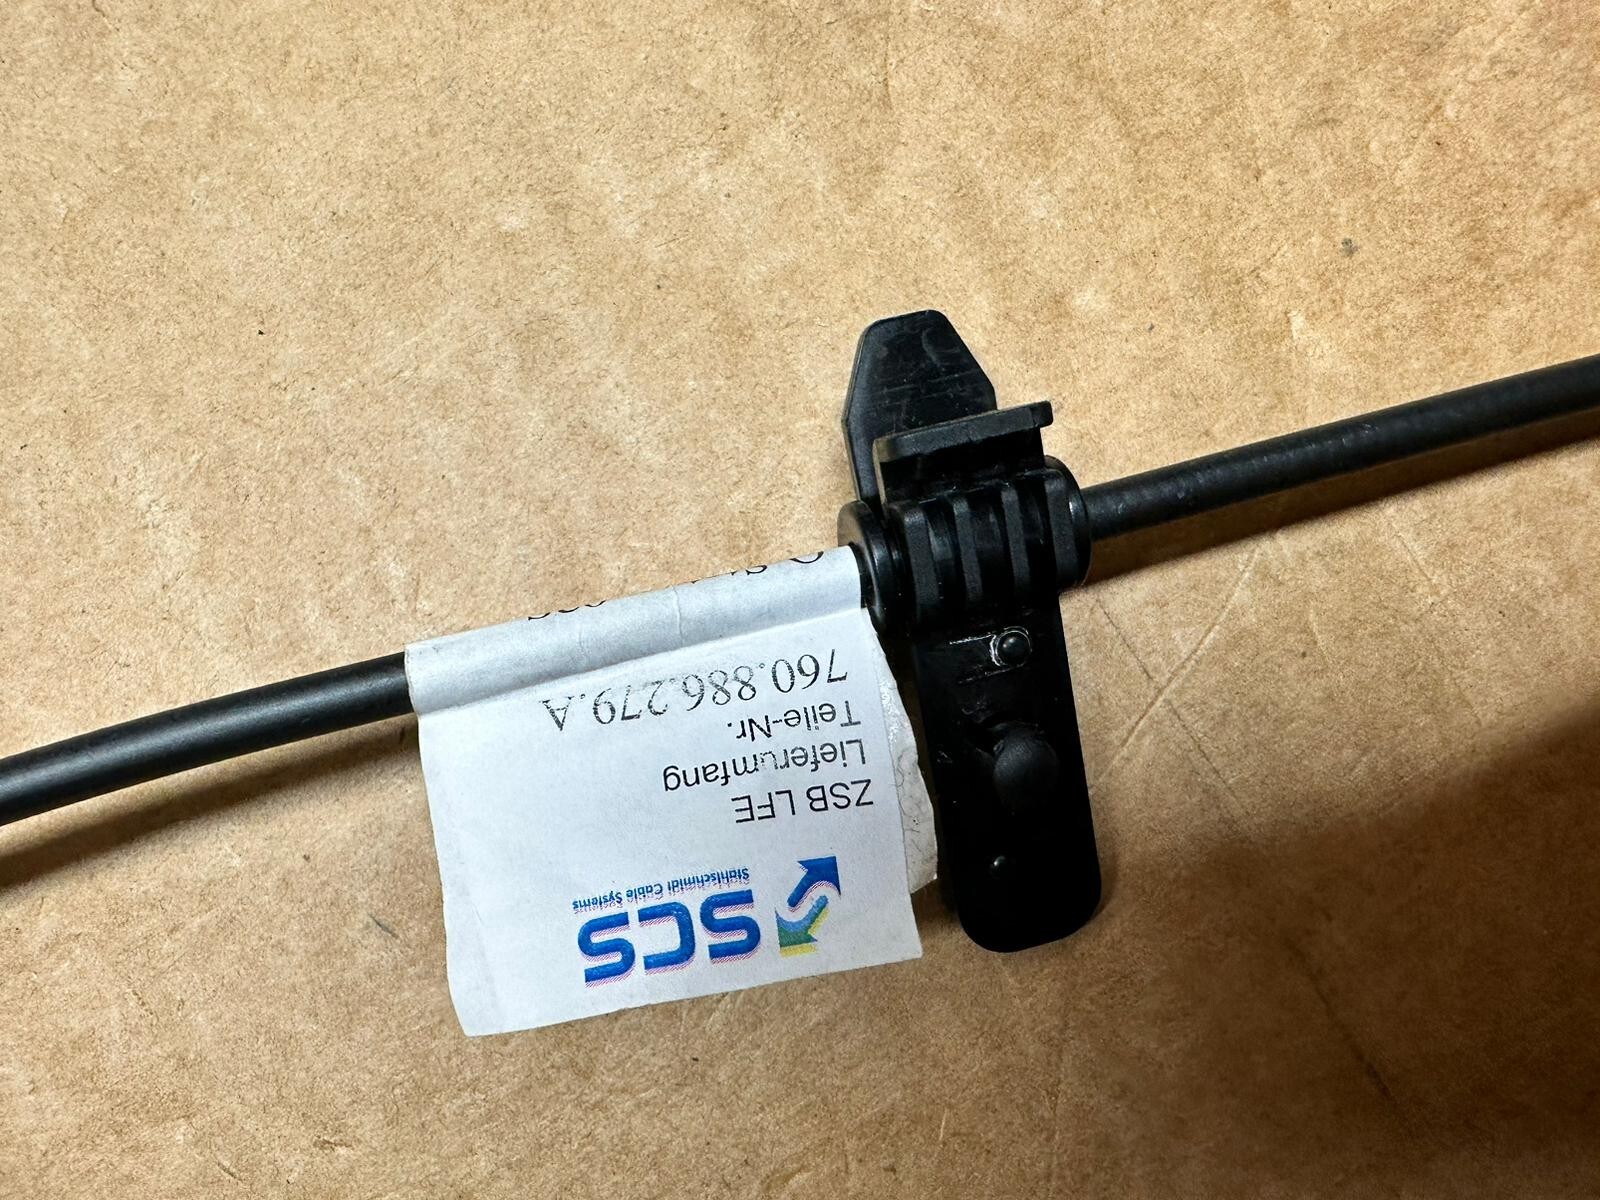 SCS
Stahlschmidt Cable Systems
ZSB LFE
Lieferumfang
Teile-Nr.
760.886.279.A